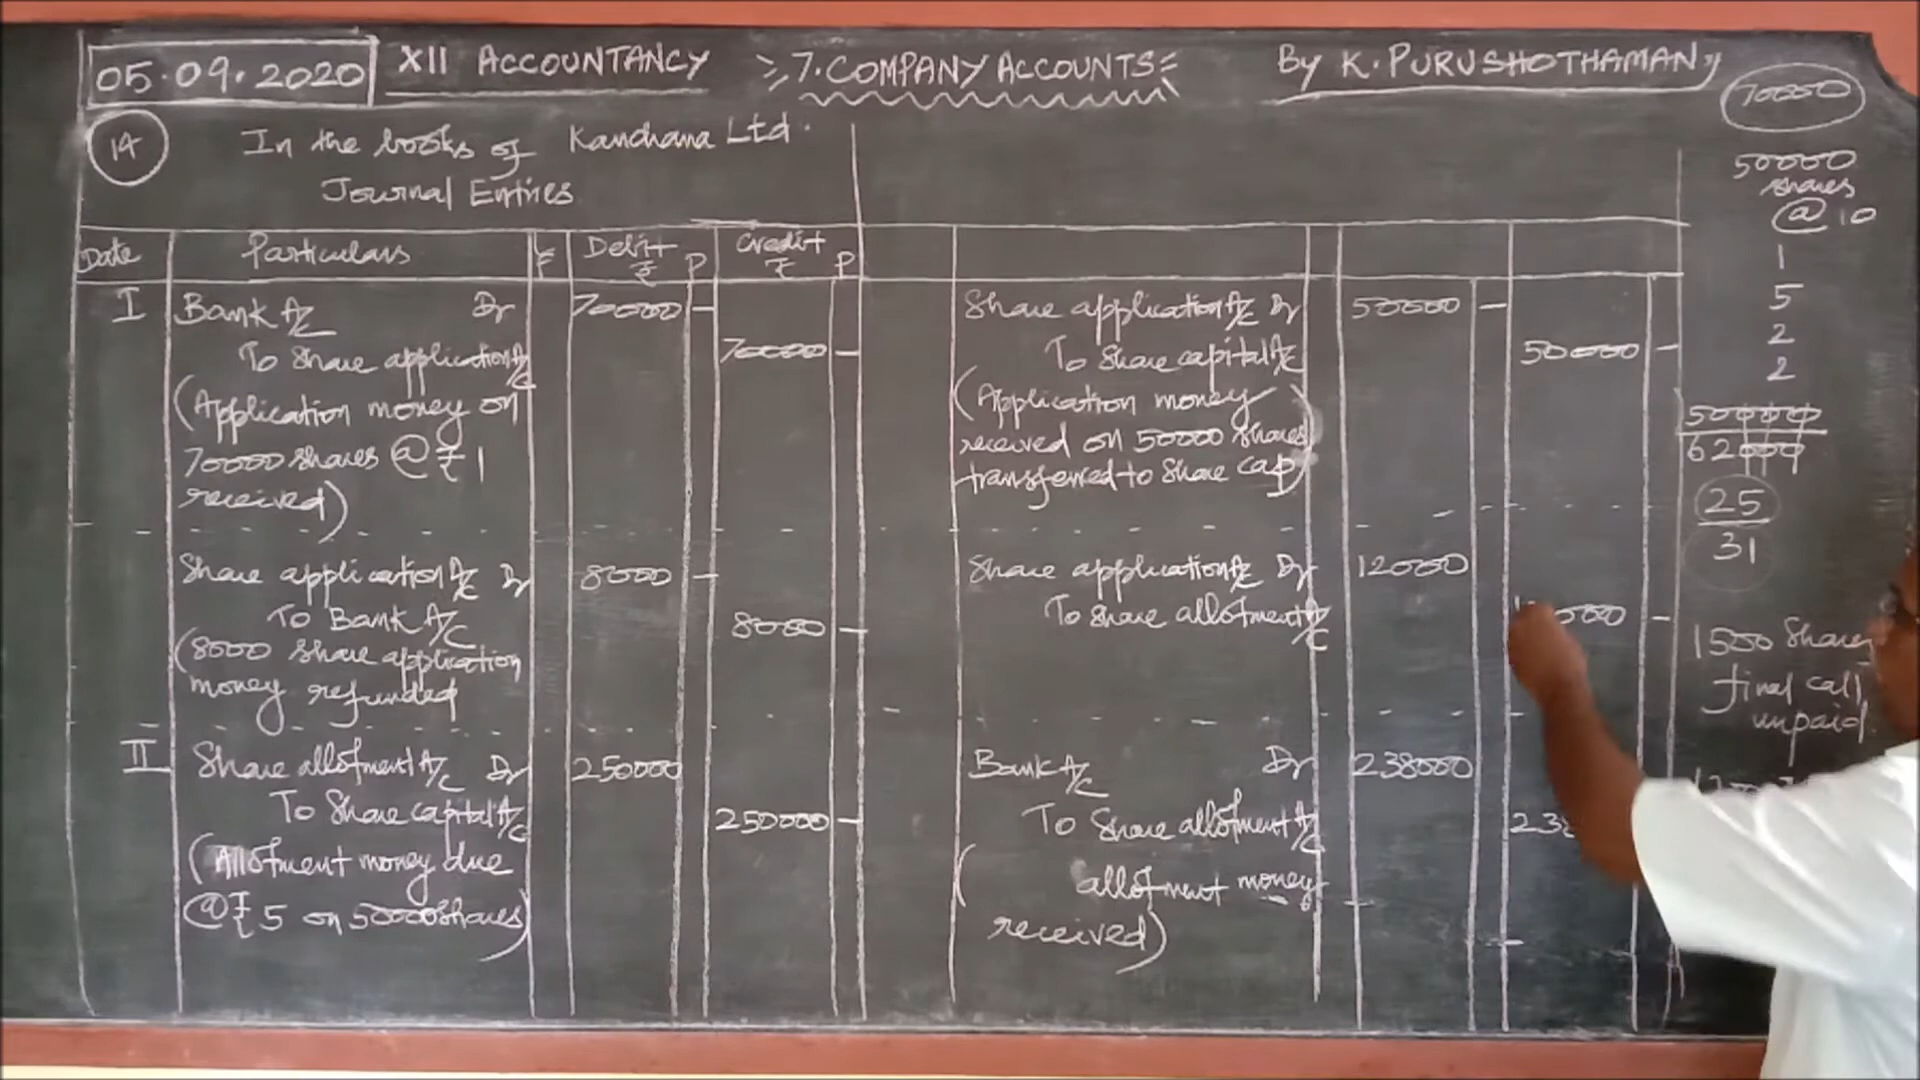 05.09.2020 XII ACCOUNTANCY 7. COMPANY ACCOUNTS By K. PURUSHOTHAMAN
14 In the books of Kanchana Ltd.
Journal Entries
Date Particulars L F Debit ₹ P Credit ₹ P
I Bank A/c Dr 70000 -
To Share application A/c 70000 -
(Application money on
70000 shares @ ₹ 1
received)
Share application A/c Dr 8000 -
To Bank A/c 8000 -
(8000 share application
money refunded
II Share allotment A/c Dr 250000
To Share capital A/c 250000 -
(Allotment money due
@ ₹ 5 on 50000 shares)
Share application A/c Dr 50000 -
To Share capital A/c 50000 -
(Application money
received on 50000 shares
transferred to share cap)
Share application A/c Dr 12000
To share allotment A/c 000 -
Bank A/c Dr 238000
To Share allotment A/c 23
(allotment money
received)
70000
50000
shares
@ 10
1
5
2
2
50000
62000
25
31
1500 Shares
final call
unpaid